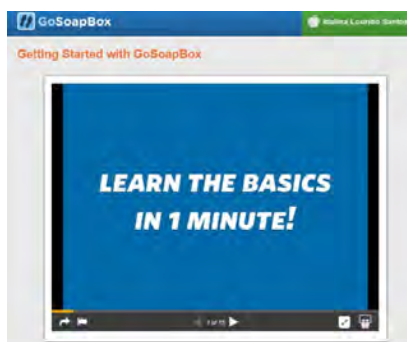 GoSoapBox
Getting Started with GoSoapBox
LEARN THE BASICS
IN 1 MINUTE!